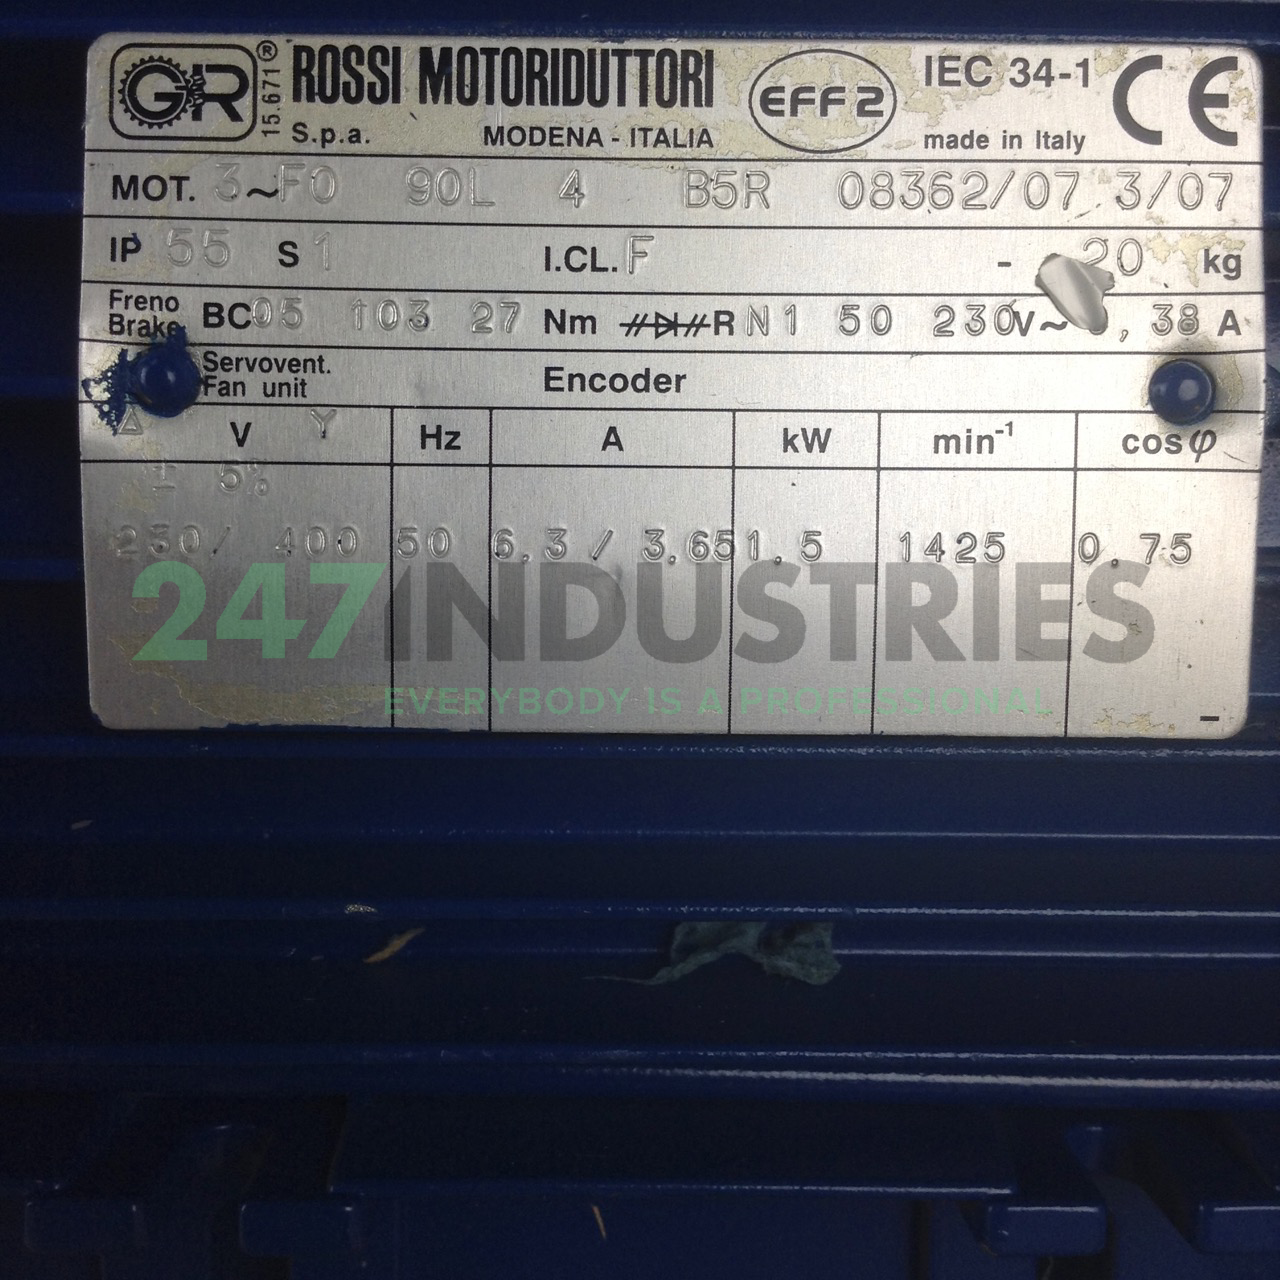 GR ® 15.671 ROSSI MOTORIDUTTORI EFF2 IEC 34-1 CE
S.p.a. MODENA - ITALIA made in Italy
MOT. 3~FO 90L 4 B5R 08362/07 3/07
IP 55 S1 I.CL. F - 20 kg
Freno
Brake BC05 103 27 Nm R N1 50 230V~ ,38 A
Servovent.
Fan unit Encoder
Δ V Y Hz A kW min⁻¹ cosφ
± 5%
230/ 400 50 6,3 / 3,65 1.5 1425 0.75
247INDUSTRIES
EVERYBODY IS A PROFESSIONAL
-